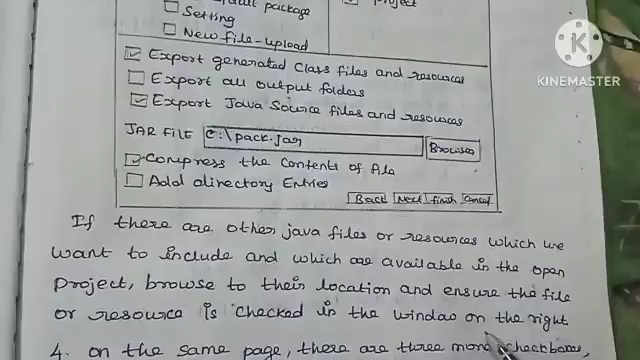 package
project
Setting
New file-upload
Export generated Class files and resources
Export all output folders
Export Java Source files and resources
JAR FILE C:\pack.jar Browse
Compress the Contents of
Add directory Entries
Back Next finish Cancel
If there are other java files or resources which we
want to include and which are available in the open
Project, browse to their location and ensure the file
or resource is checked in the window on the right
4. on the same page, there are three more checkboxes,
KINEMASTER